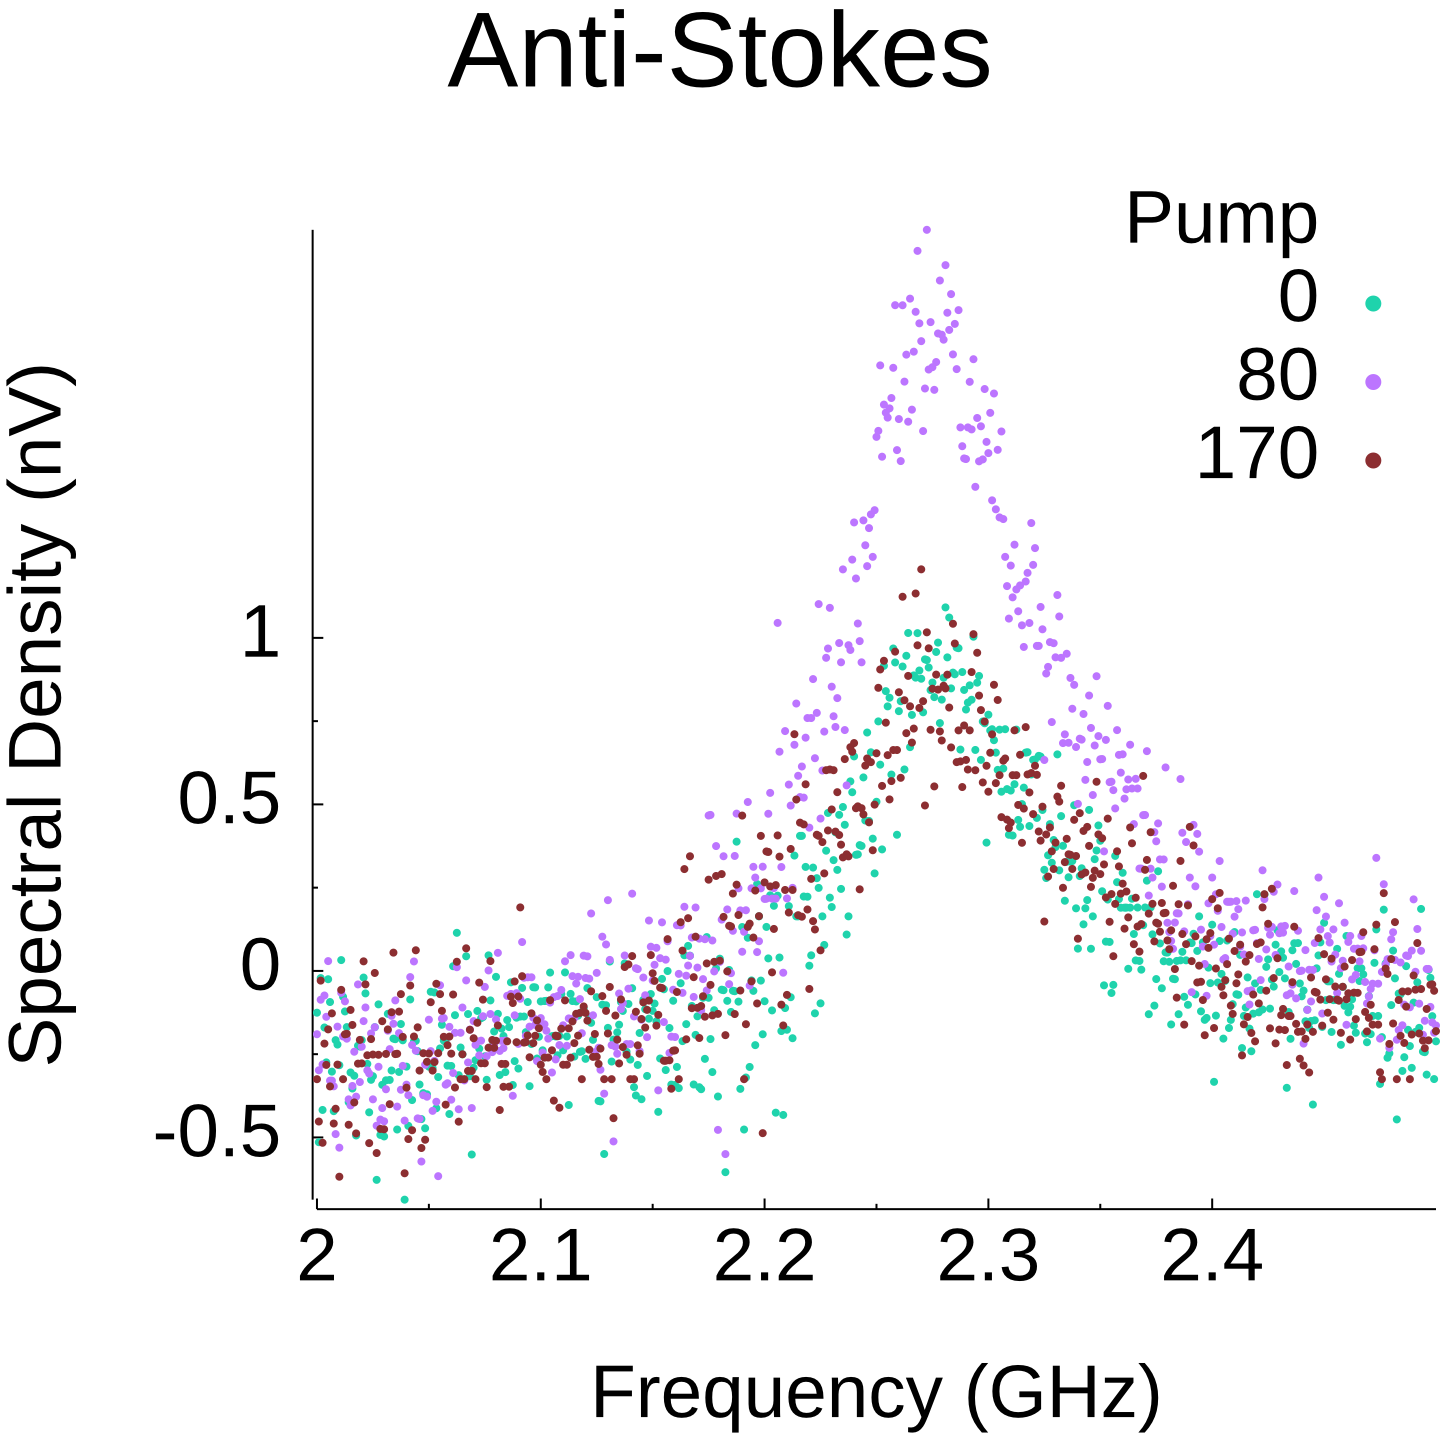 Anti-Stokes
Pump
0
80
170
Spectral Density (nV)
1
0.5
0
-0.5
2 2.1 2.2 2.3 2.4
Frequency (GHz)